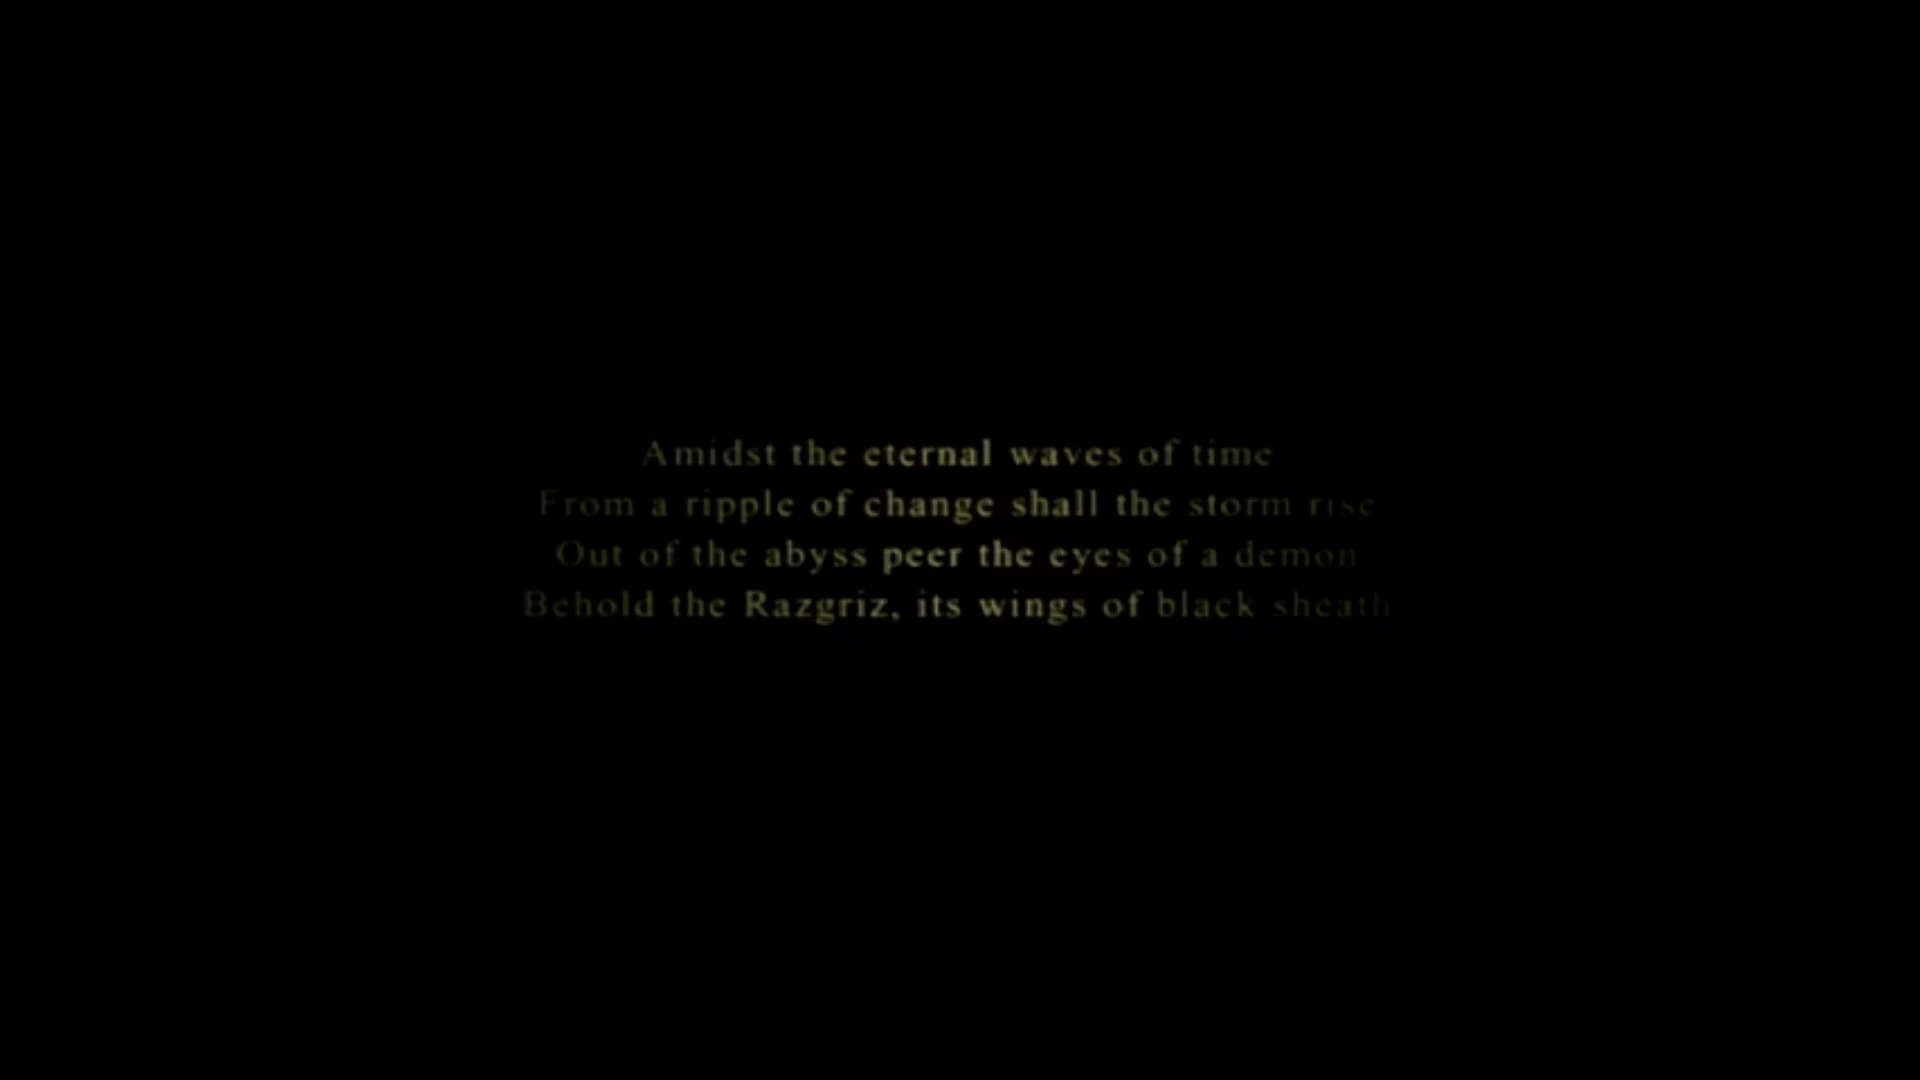 Amidst the eternal waves of time
From a ripple of change shall the storm rise
Out of the abyss peer the eyes of a demon
Behold the Razgriz, its wings of black sheath